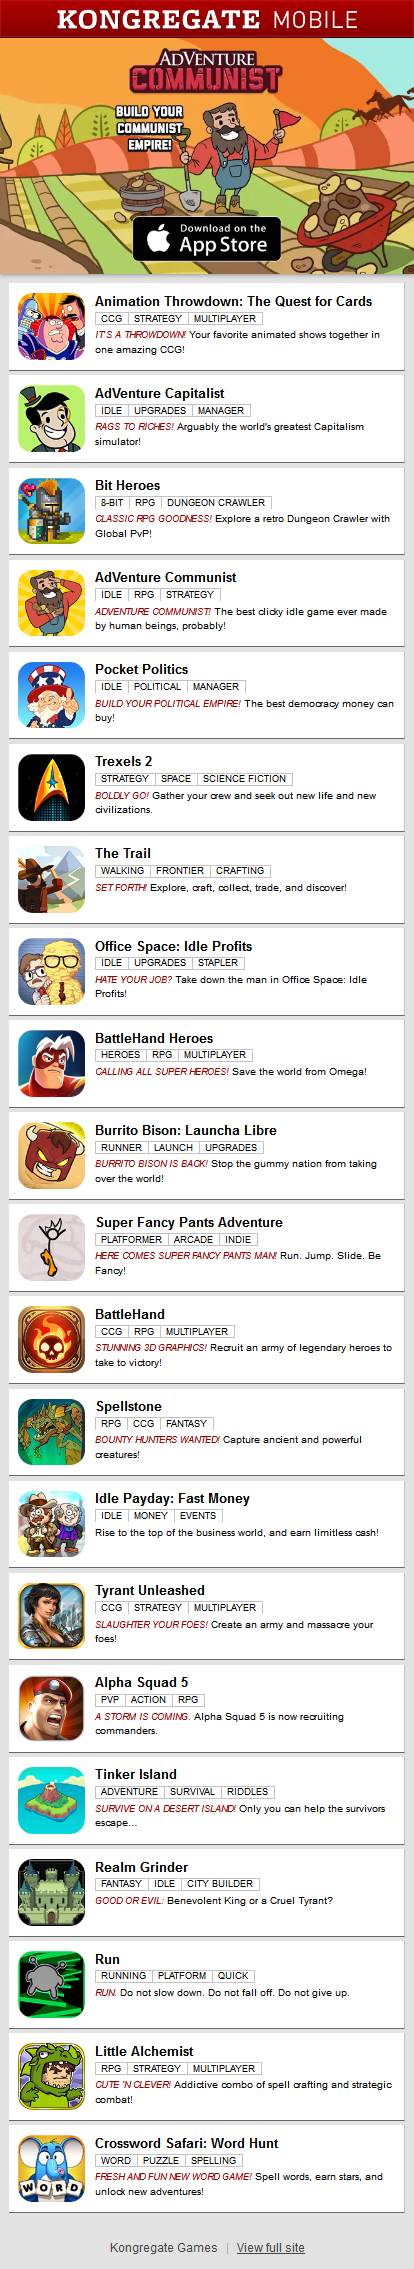 KONGREGATE MOBILE
ADVENTURE
COMMUNIST
BUILD YOUR
COMMUNIST
EMPIRE!
Download on the
App Store
Animation Throwdown: The Quest for Cards
CCG STRATEGY MULTIPLAYER
IT'S A THROWDOWN! Your favorite animated shows together in
one amazing CCG!
AdVenture Capitalist
IDLE UPGRADES MANAGER
RAGS TO RICHES! Arguably the world's greatest Capitalism
simulator!
Bit Heroes
8-BIT RPG DUNGEON CRAWLER
CLASSIC RPG GOODNESS! Explore a retro Dungeon Crawler with
Global PvP!
AdVenture Communist
IDLE RPG STRATEGY
ADVENTURE COMMUNIST! The best clicky idle game ever made
by human beings, probably!
Pocket Politics
IDLE POLITICAL MANAGER
BUILD YOUR POLITICAL EMPIRE! The best democracy money can
buy!
Trexels 2
STRATEGY SPACE SCIENCE FICTION
BOLDLY GO! Gather your crew and seek out new life and new
civilizations.
The Trail
WALKING FRONTIER CRAFTING
SET FORTH! Explore, craft, collect, trade, and discover!
Office Space: Idle Profits
IDLE UPGRADES STAPLER
HATE YOUR JOB? Take down the man in Office Space: Idle
Profits!
BattleHand Heroes
HEROES RPG MULTIPLAYER
CALLING ALL SUPER HEROES! Save the world from Omega!
Burrito Bison: Launcha Libre
RUNNER LAUNCH UPGRADES
BURRITO BISON IS BACK! Stop the gummy nation from taking
over the world!
Super Fancy Pants Adventure
PLATFORMER ARCADE INDIE
HERE COMES SUPER FANCY PANTS MAN! Run. Jump. Slide. Be
Fancy!
BattleHand
CCG RPG MULTIPLAYER
STUNNING 3D GRAPHICS! Recruit an army of legendary heroes to
take to victory!
Spellstone
RPG CCG FANTASY
BOUNTY HUNTERS WANTED! Capture ancient and powerful
creatures!
Idle Payday: Fast Money
IDLE MONEY EVENTS
Rise to the top of the business world, and earn limitless cash!
Tyrant Unleashed
CCG STRATEGY MULTIPLAYER
SLAUGHTER YOUR FOES! Create an army and massacre your
foes!
Alpha Squad 5
PVP ACTION RPG
A STORM IS COMING. Alpha Squad 5 is now recruiting
commanders.
Tinker Island
ADVENTURE SURVIVAL RIDDLES
SURVIVE ON A DESERT ISLAND! Only you can help the survivors
escape...
Realm Grinder
FANTASY IDLE CITY BUILDER
GOOD OR EVIL: Benevolent King or a Cruel Tyrant?
Run
RUNNING PLATFORM QUICK
RUN. Do not slow down. Do not fall off. Do not give up.
Little Alchemist
RPG STRATEGY MULTIPLAYER
CUTE 'N CLEVER! Addictive combo of spell crafting and strategic
combat!
Crossword Safari: Word Hunt
WORD PUZZLE SPELLING
FRESH AND FUN NEW WORD GAME! Spell words, earn stars, and
unlock new adventures!
WORD
Kongregate Games | View full site